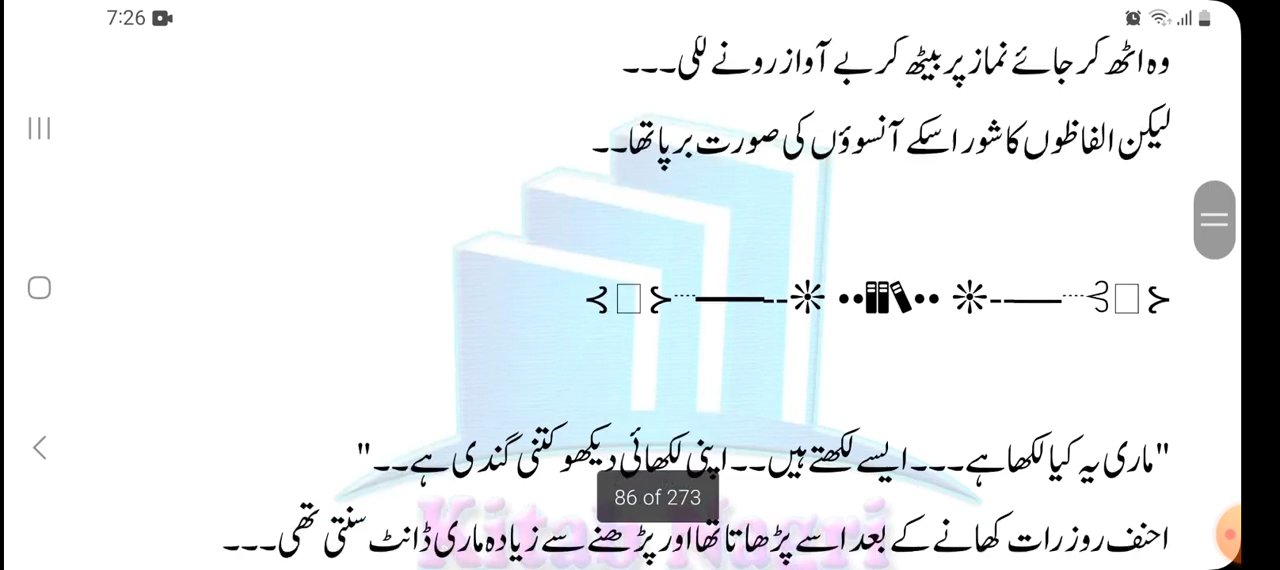 7:26
وہ اٹھ کر جائے نماز پر بیٹھ کر بے آواز رونے لگی۔۔۔
لیکن الفاظوں کا شور اسکے آنسوؤں کی صورت برپا تھا۔۔
"ماری یہ کیا لکھا ہے۔۔۔ایسے لکھتے ہیں۔۔اپنی لکھائی دیکھو کتنی گندی ہے۔۔"
86 of 273
احنف روز رات کھانے کے بعد اسے پڑھاتا تھا اور پڑھنے سے زیادہ ماری ڈانٹ سنتی تھی۔۔۔
Kitab Nagri